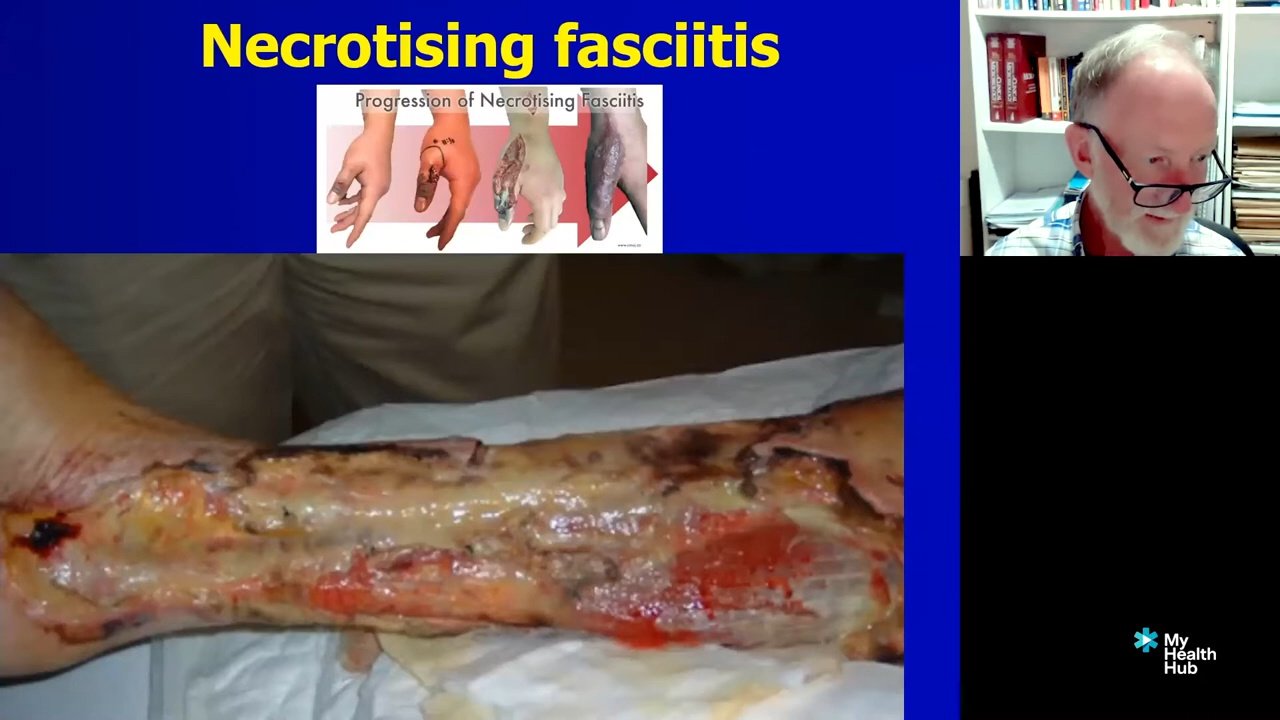 Necrotising fasciitis
Progression of Necrotising Fasciitis
My
Health
Hub